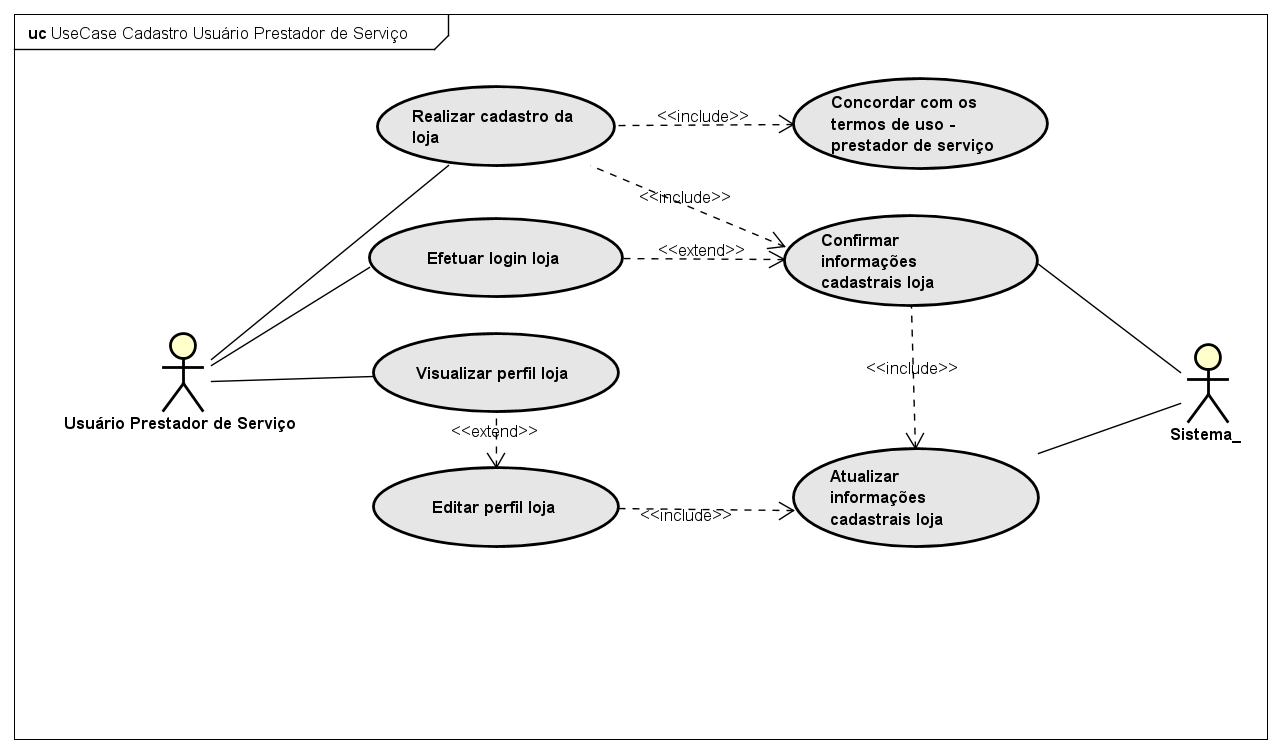 uc UseCase Cadastro Usuário Prestador de Serviço
Realizar cadastro da
loja
<<include>>
Concordar com os
termos de uso -
prestador de serviço
<<include>>
Efetuar login loja
<<extend>>
Confirmar
informações
cadastrais loja
Visualizar perfil loja
<<include>>
Usuário Prestador de Serviço
Sistema_
<<extend>>
Editar perfil loja
<<include>>
Atualizar
informações
cadastrais loja